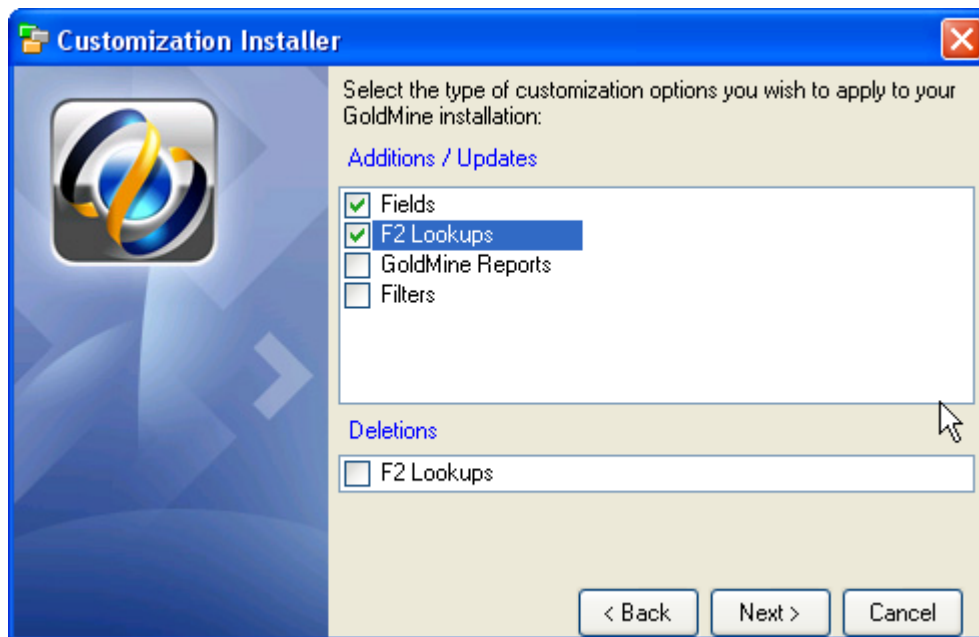 Customization Installer
Select the type of customization options you wish to apply to your
GoldMine installation:
Additions / Updates
Fields
F2 Lookups
GoldMine Reports
Filters
Deletions
F2 Lookups
< Back
Next >
Cancel